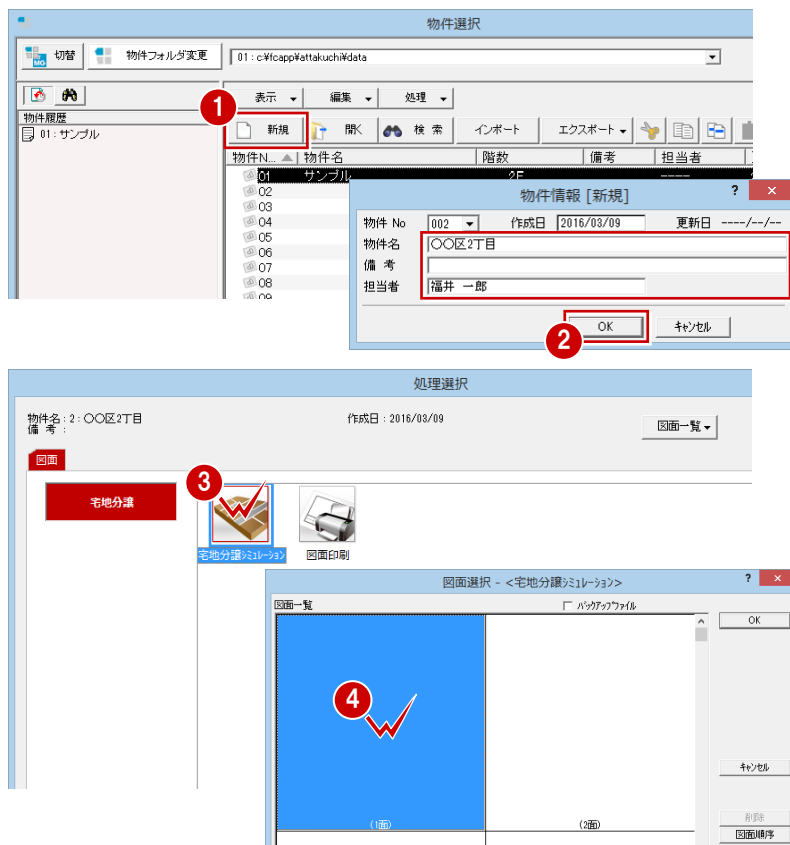 物件選択
切替 物件フォルダ変更 01 : c:¥fcapp¥attakuchi¥data
表示 編集 処理
1
物件履歴
01 : サンプル
新規 開く 検 索 インポート エクスポート
物件N... 物件名 階数 備考 担当者
01 サンプル 2F ----
02
03
04
05
06
07
08
09
物件情報 [新規] ? ×
物件 No 002 作成日 2016/03/09 更新日 ----/--/--
物件名 〇〇区2丁目
備 考
担当者 福井 一郎
2
OK キャンセル
処理選択
物件名 : 2 : 〇〇区2丁目 作成日 : 2016/03/09
備 考 :
図面一覧
図面
宅地分譲
3
宅地分譲シミュレーション 図面印刷
図面選択 - <宅地分譲シミュレーション> ? ×
図面一覧 バックアップファイル
OK
4
キャンセル
(1面) (2面)
削除
図面順序